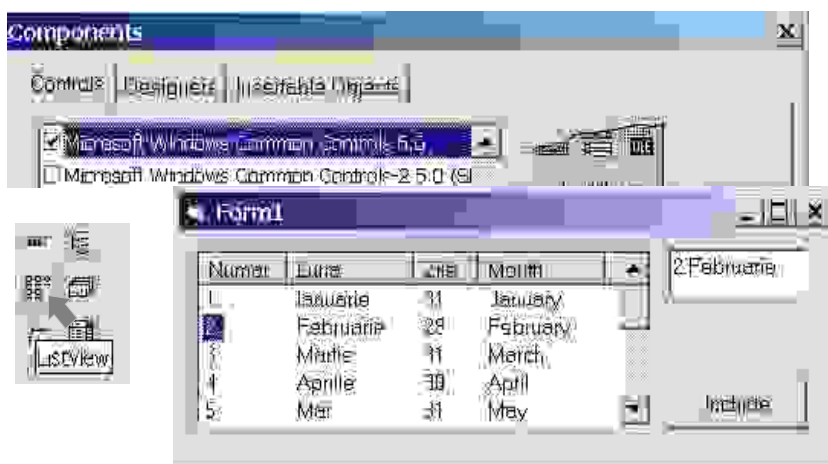 Components
Controls Designers Insertable Objects
Microsoft Windows Common Controls 5.0
Microsoft Windows Common Controls-2 5.0 (S
Form1
Numar Luna Zile Month
1 Ianuarie 31 January
2 Februarie 28 February
3 Martie 31 March
4 Aprilie 30 April
5 Mai 31 May
2 Februarie
Include
ListView